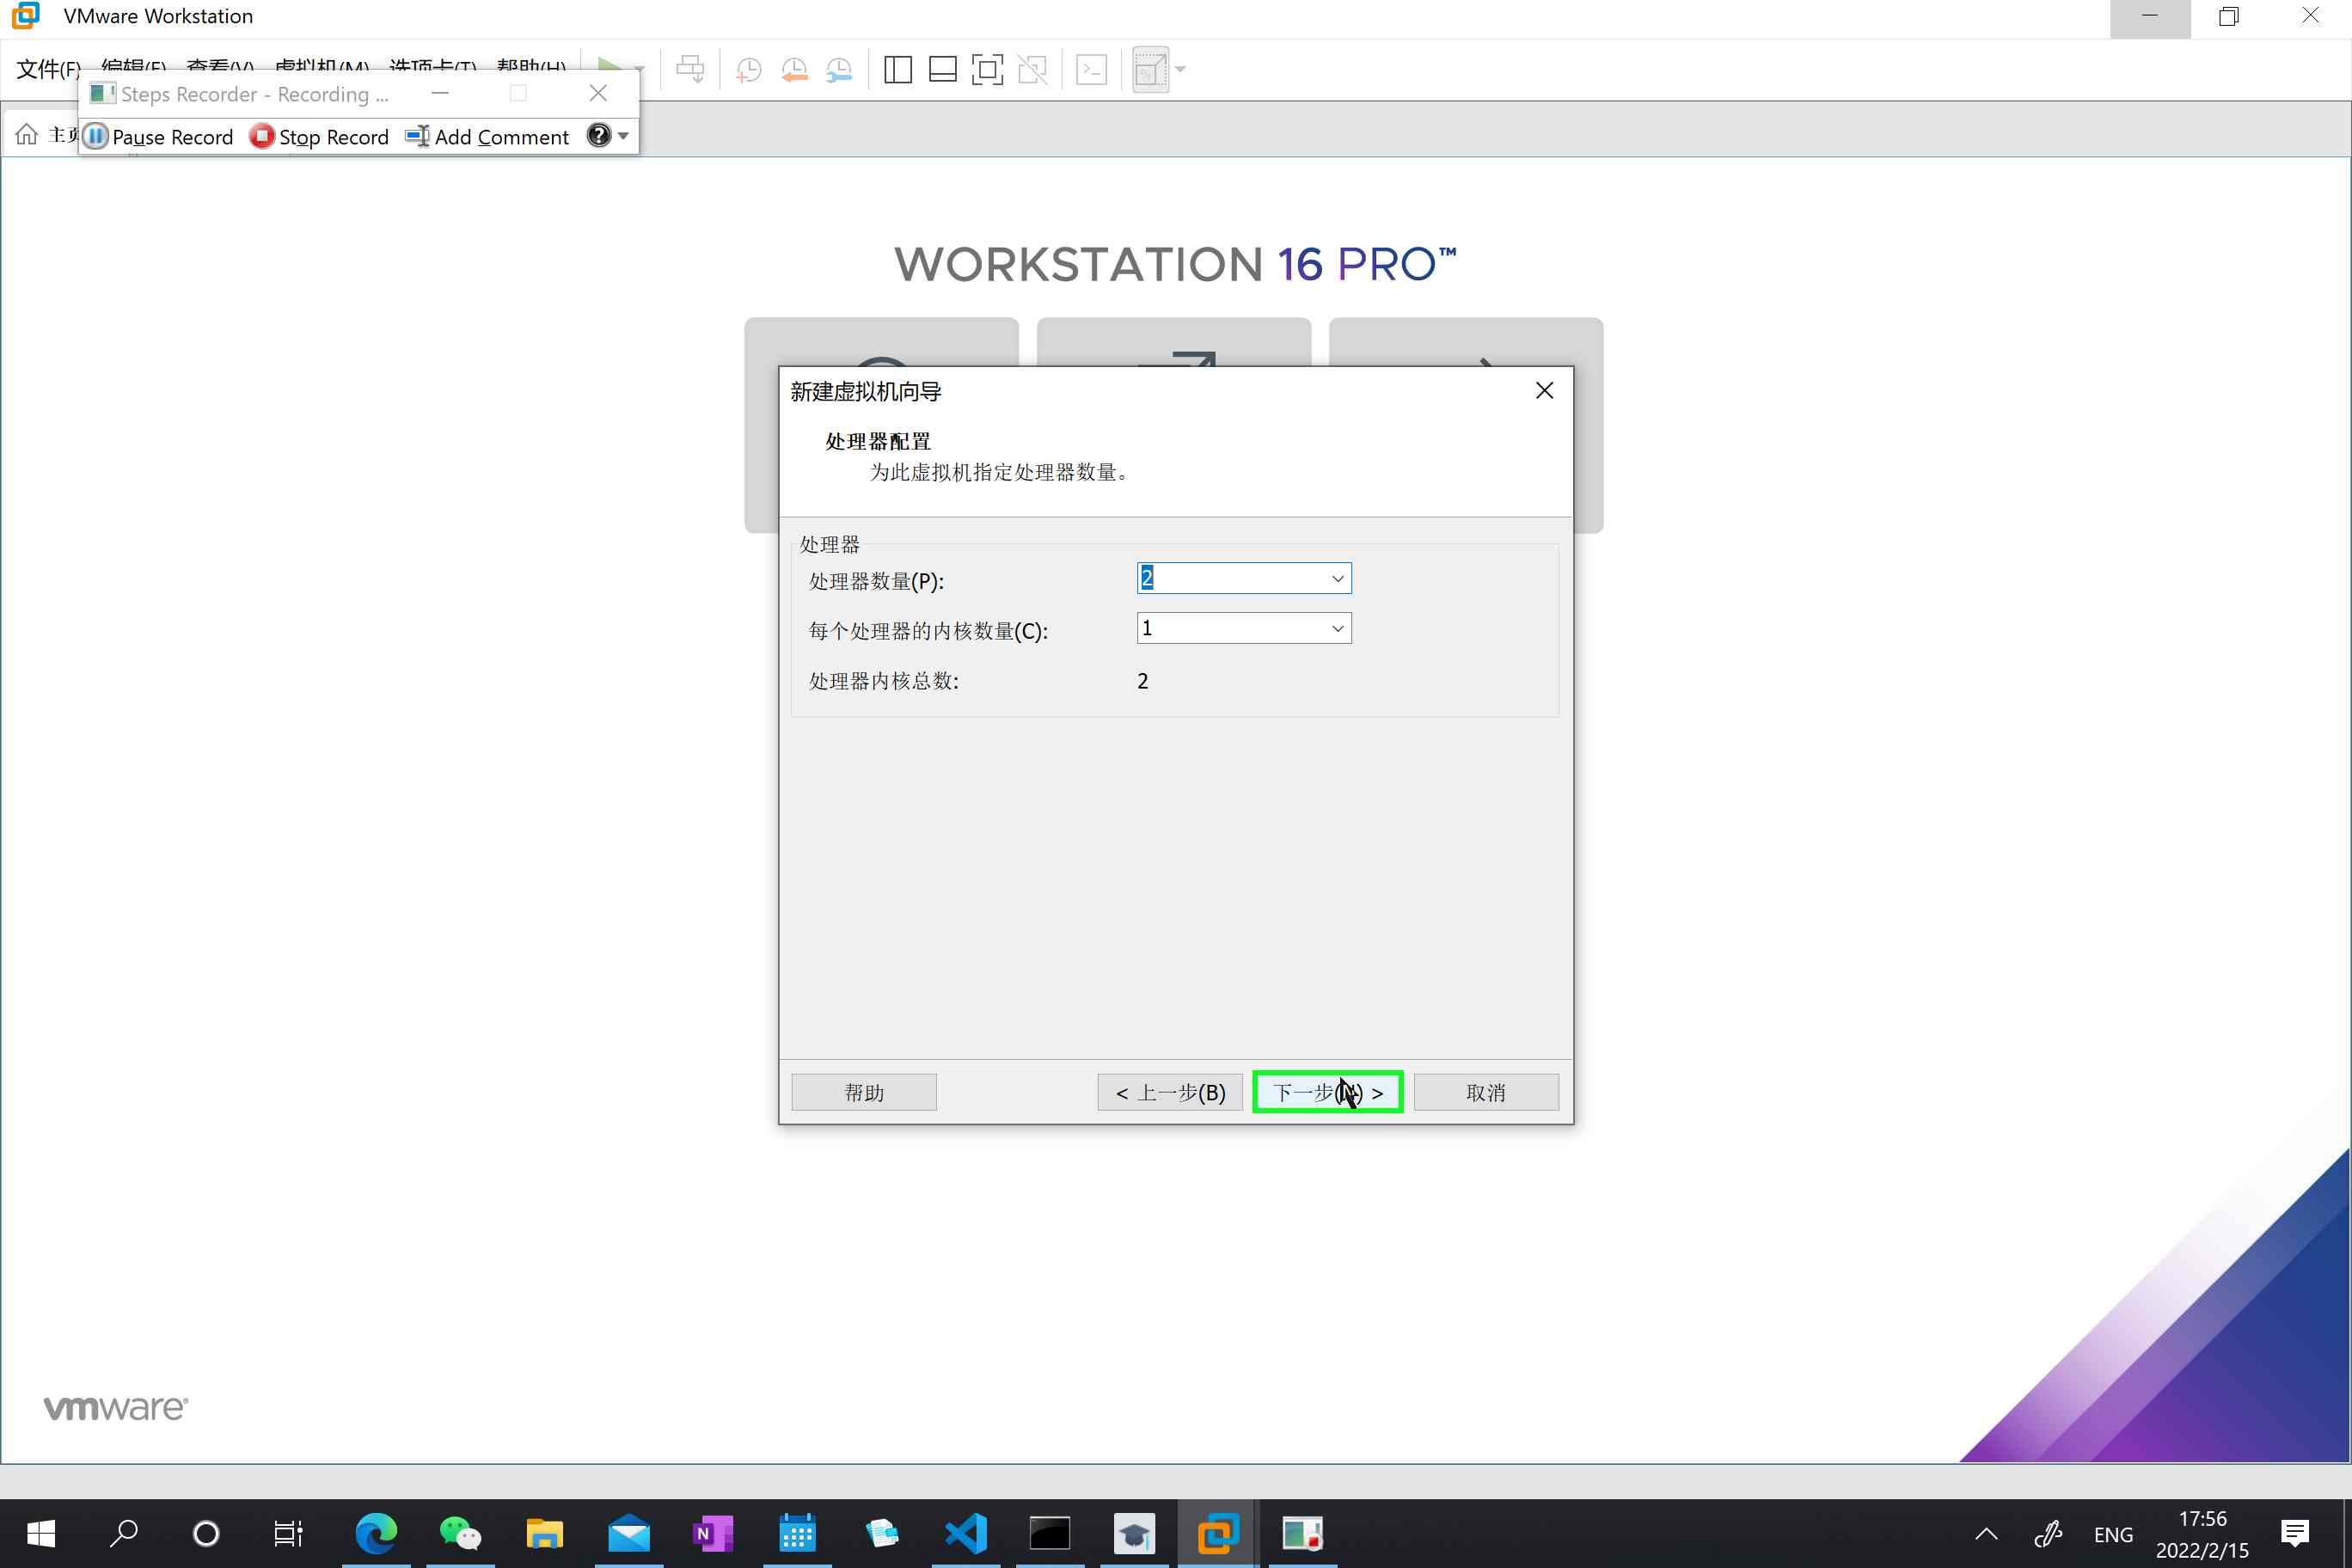 VMware Workstation
文件(F) 编辑(E) 查看(V) 虚拟机(M) 选项卡(T) 帮助(H)
Steps Recorder - Recording ...
主页
Pause Record Stop Record Add Comment
WORKSTATION 16 PRO™
新建虚拟机向导
处理器配置
为此虚拟机指定处理器数量。
处理器
处理器数量(P): 2
每个处理器的内核数量(C): 1
处理器内核总数: 2
帮助 < 上一步(B) 下一步(N) > 取消
vmware®
ENG
17:56
2022/2/15